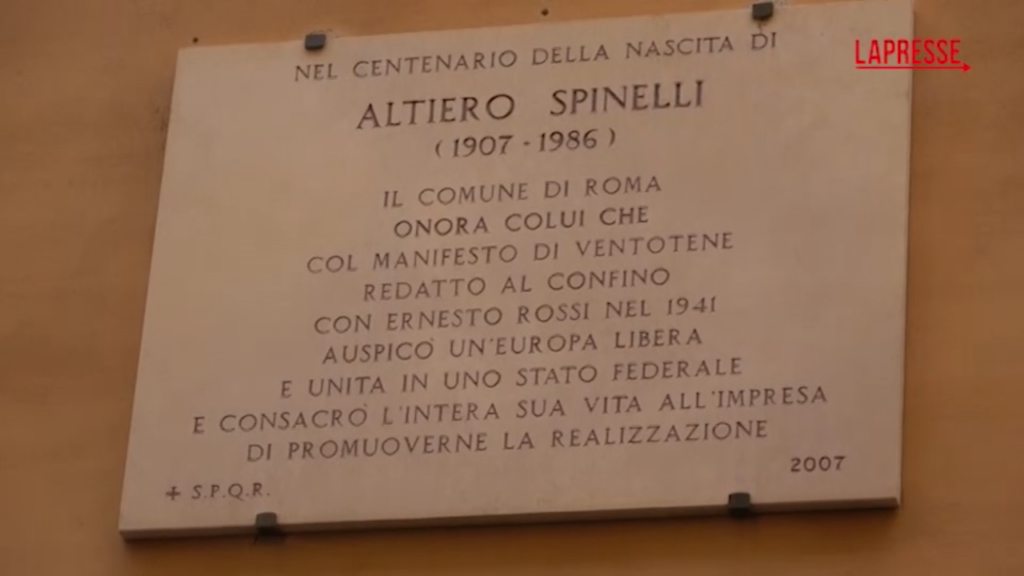 LAPRESSE
NEL CENTENARIO DELLA NASCITA DI
ALTIERO SPINELLI
(1907 - 1986)
IL COMUNE DI ROMA
ONORA COLUI CHE
COL MANIFESTO DI VENTOTENE
REDATTO AL CONFINO
CON ERNESTO ROSSI NEL 1941
AUSPICÒ UN'EUROPA LIBERA
E UNITA IN UNO STATO FEDERALE
E CONSACRÒ L'INTERA SUA VITA ALL'IMPRESA
DI PROMUOVERNE LA REALIZZAZIONE
2007
+ S.P.Q.R.